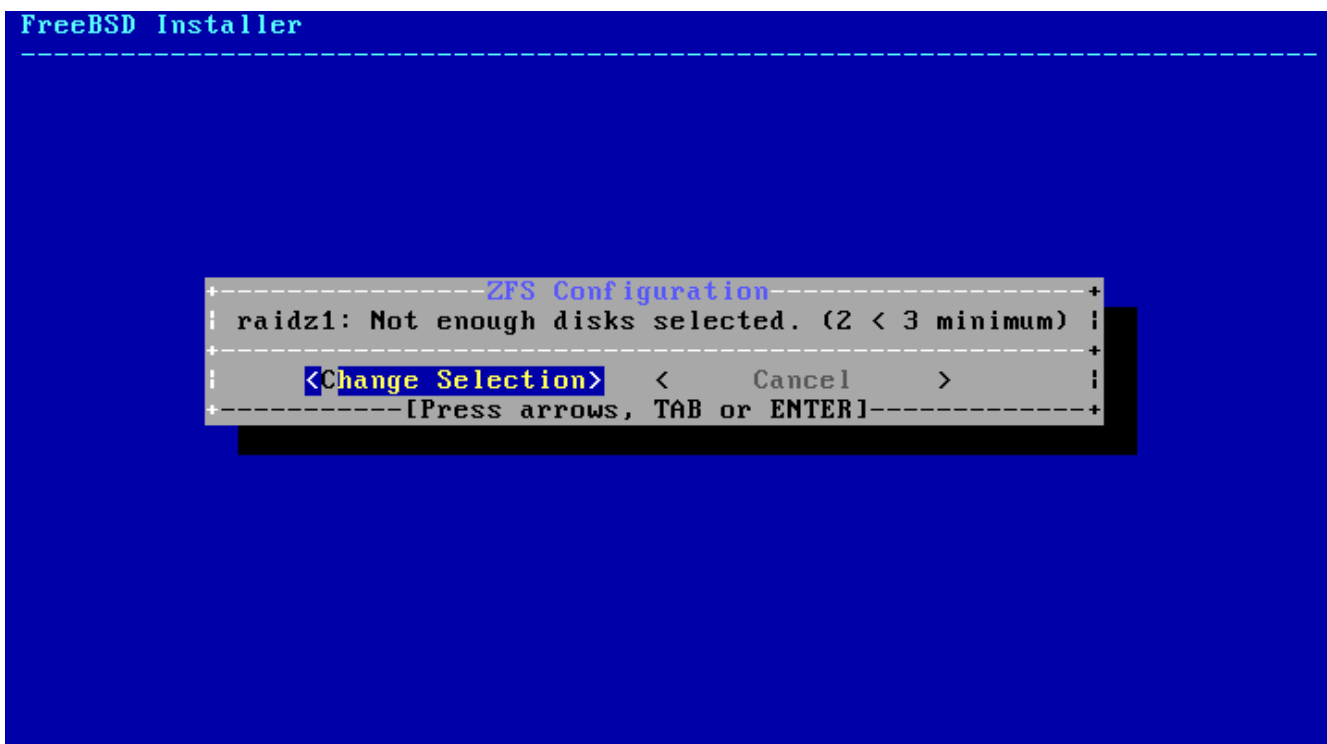 FreeBSD Installer
ZFS Configuration
raidz1: Not enough disks selected. (2 < 3 minimum)
<Change Selection> < Cancel >
[Press arrows, TAB or ENTER]